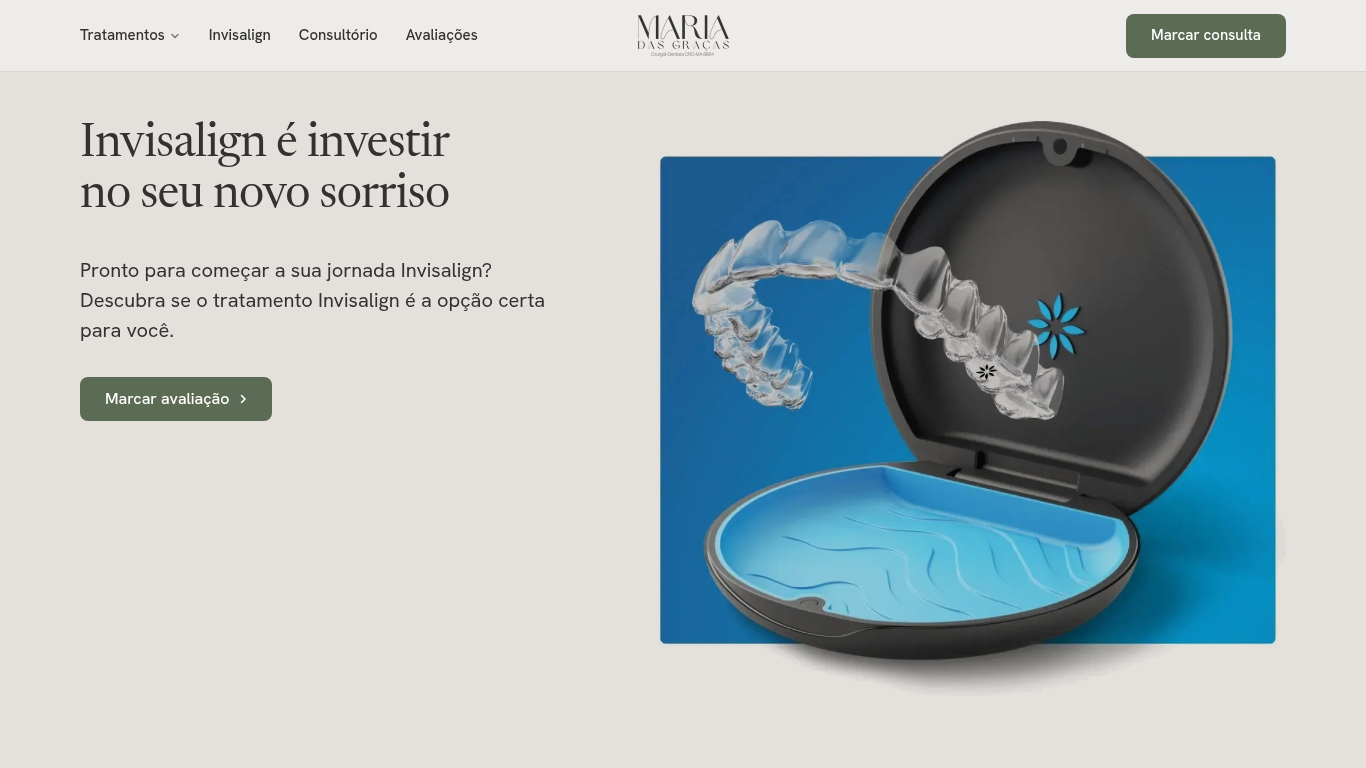 Tratamentos
Invisalign
Consultório
Avaliações
MARIA
DAS GRAÇAS
Marcar consulta
Invisalign é investir
no seu novo sorriso
Pronto para começar a sua jornada Invisalign?
Descubra se o tratamento Invisalign é a opção certa
para você.
Marcar avaliação